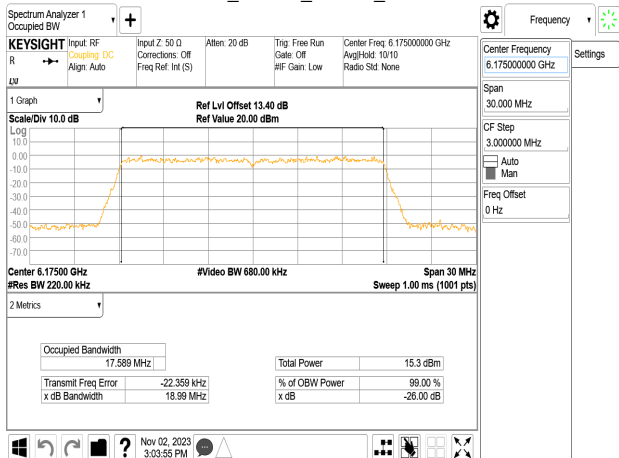 Spectrum Analyzer 1
Occupied BW
Frequency
KEYSIGHT
R
LXI
Input: RF
Coupling: DC
Align: Auto
Input Z: 50 Ω
Corrections: Off
Freq Ref: Int (S)
Atten: 20 dB
Trig: Free Run
Gate: Off
#IF Gain: Low
Center Freq: 6.175000000 GHz
Avg|Hold: 10/10
Radio Std: None
Center Frequency
6.175000000 GHz
Settings
Span
30.000 MHz
CF Step
3.000000 MHz
Auto
Man
Freq Offset
0 Hz
1 Graph
Scale/Div 10.0 dB
Ref Lvl Offset 13.40 dB
Ref Value 20.00 dBm
Log
10.0
0.00
-10.0
-20.0
-30.0
-40.0
-50.0
-60.0
-70.0
Center 6.17500 GHz
#Res BW 220.00 kHz
#Video BW 680.00 kHz
Span 30 MHz
Sweep 1.00 ms (1001 pts)
2 Metrics
Occupied Bandwidth
17.589 MHz
Transmit Freq Error -22.359 kHz
x dB Bandwidth 18.99 MHz
Total Power 15.3 dBm
% of OBW Power 99.00 %
x dB -26.00 dB
?
Nov 02, 2023
3:03:55 PM